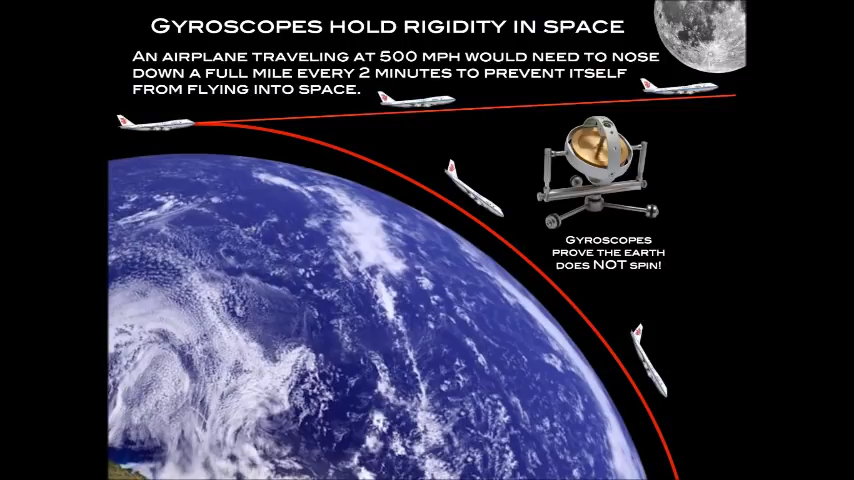 Gyroscopes hold rigidity in space
An airplane traveling at 500 mph would need to nose
down a full mile every 2 minutes to prevent itself
from flying into space.
Gyroscopes
prove the earth
does NOT spin!